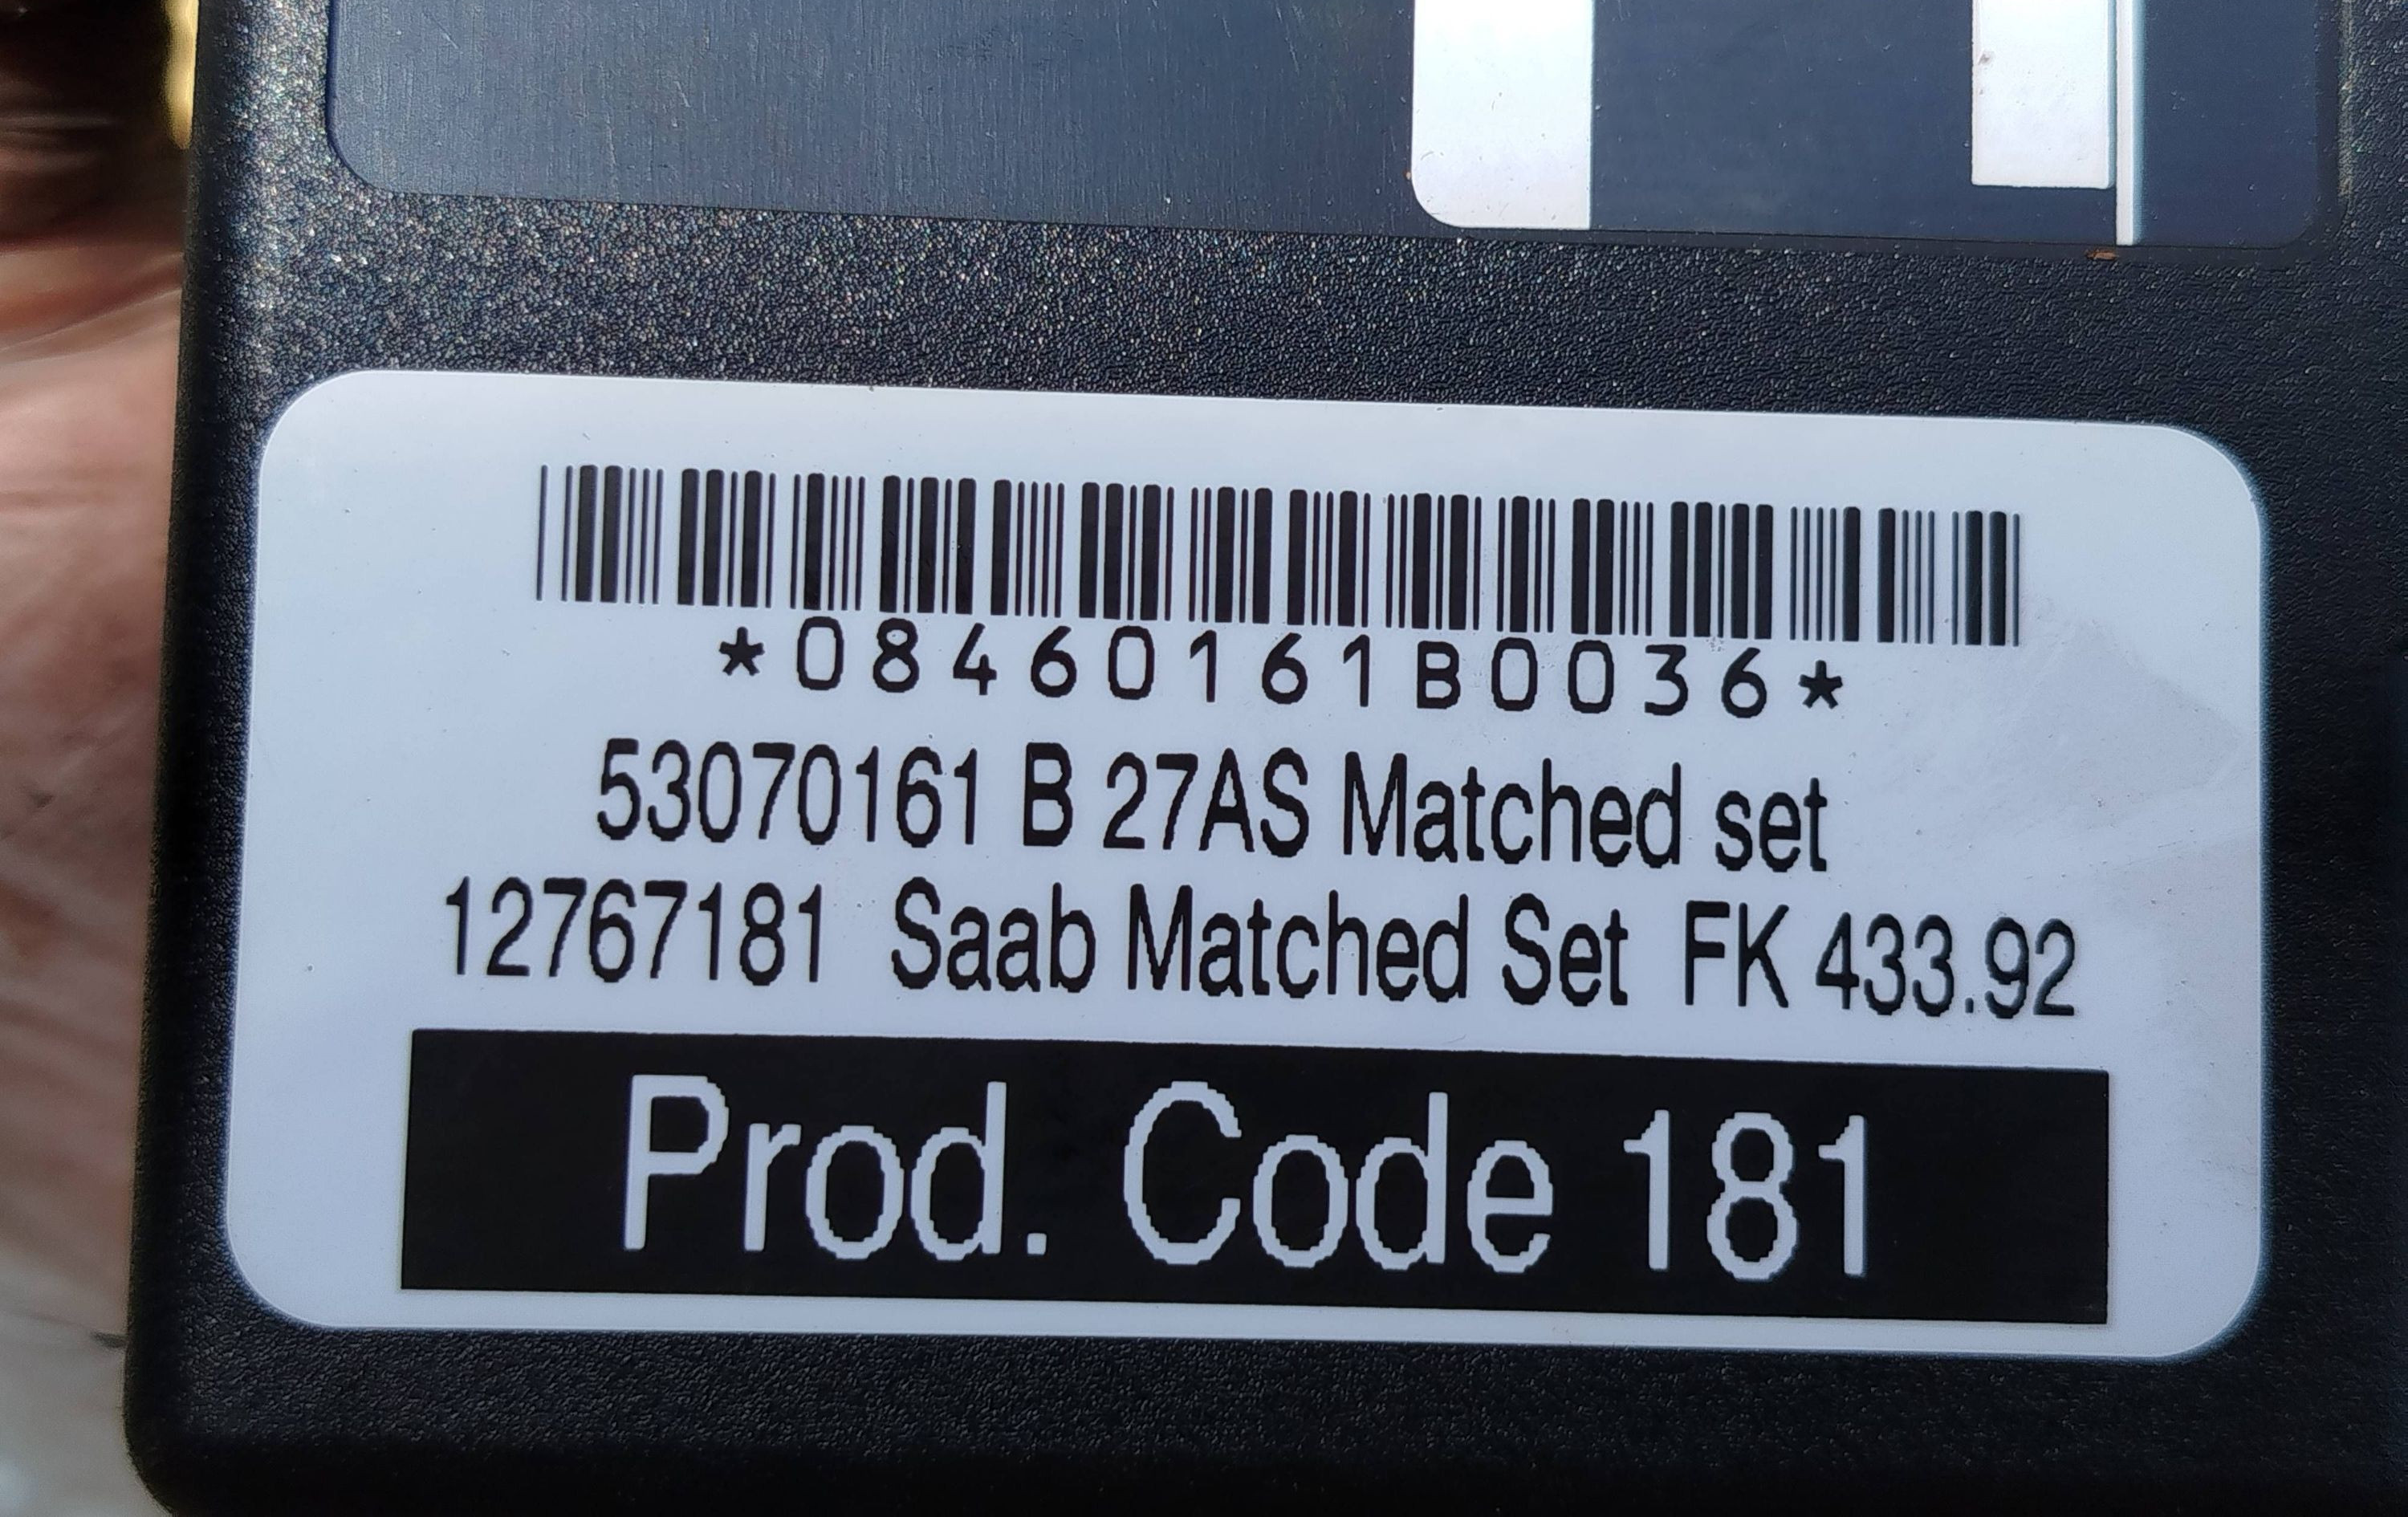 *08460161B0036*
53070161 B 27AS Matched set
12767181 Saab Matched Set FK 433.92
Prod. Code 181